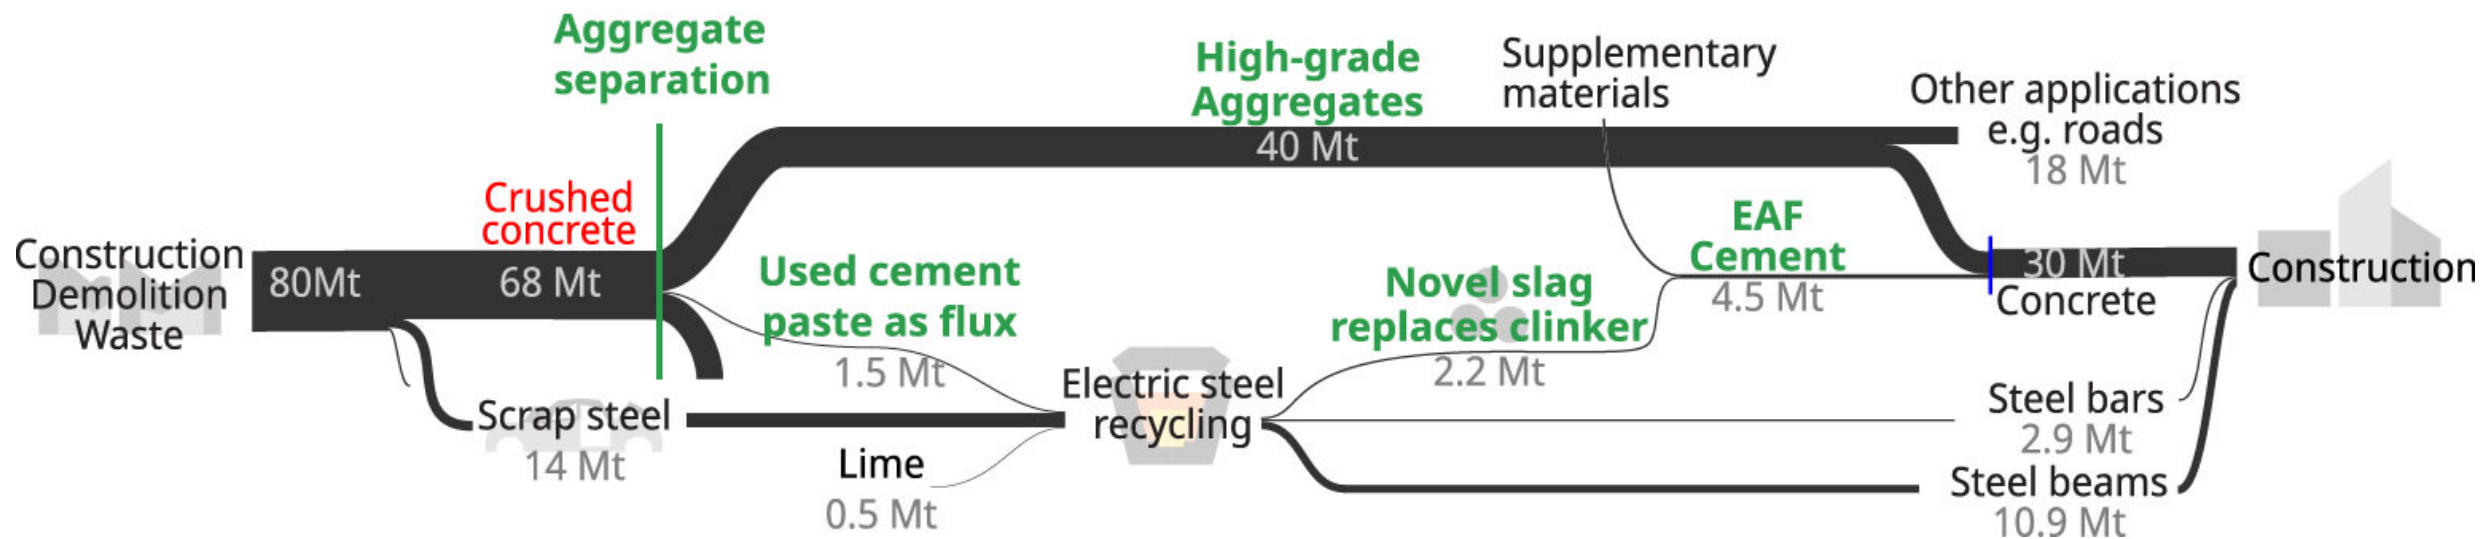 Aggregate
separation
High-grade
Aggregates
40 Mt
Supplementary
materials
Other applications
e.g. roads
18 Mt
Crushed
concrete
Construction
Demolition
Waste
80Mt
68 Mt
Used cement
paste as flux
1.5 Mt
Novel slag
replaces clinker
2.2 Mt
EAF
Cement
4.5 Mt
30 Mt
Concrete
Construction
Scrap steel
14 Mt
Lime
0.5 Mt
Electric steel
recycling
Steel bars
2.9 Mt
Steel beams
10.9 Mt